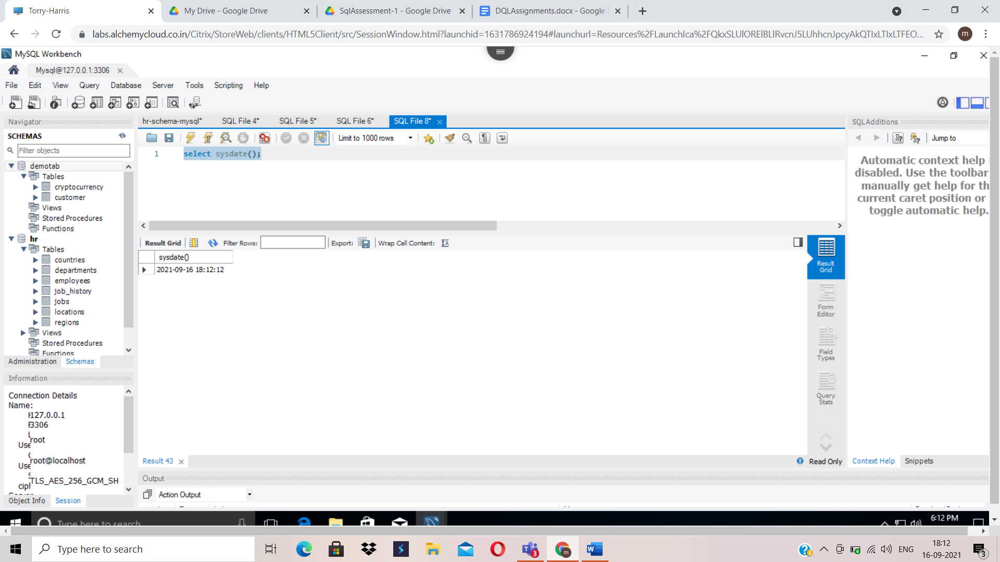 Torry-Harris
My Drive - Google Drive
SqlAssessment-1 - Google Drive
DQLAssignments.docx - Google
labs.alchemycloud.co.in/Citrix/StoreWeb/clients/HTML5Client/src/SessionWindow.html?launchid=1631786924194#launchurl=Resources%2FLaunchIca%2F
m
MySQL Workbench
Mysql@127.0.0.1:3306
File Edit View Query Database Server Tools Scripting Help
Navigator
hr-schema-mysql*
SQL File 4*
SQL File 5*
SQL File 6*
SQL File 8*
SQLAdditions
SCHEMAS
Limit to 1000 rows
Jump to
Filter objects
1 select sysdate();
demotab
Tables
cryptocurrency
customer
Views
Stored Procedures
Functions
hr
Tables
countries
departments
employees
job_history
jobs
locations
regions
Views
Stored Procedures
Functions
Administration Schemas
Automatic context help
disabled. Use the toolbar
manually get help for th
current caret position or
toggle automatic help.
Result Grid
Filter Rows:
Export:
Wrap Cell Content:
sysdate()
2021-09-16 18:12:12
Result
Grid
Form
Editor
Field
Types
Query
Stats
Information
Connection Details
Name:
127.0.0.1
3306
root
Use
root@localhost
Use
TLS_AES_256_GCM_SH
ciph
Object Info Session
Result 43
Read Only
Context Help Snippets
Output
Action Output
Type here to search
6:12 PM
Type here to search
3
m
ENG
18:12
16-09-2021
3